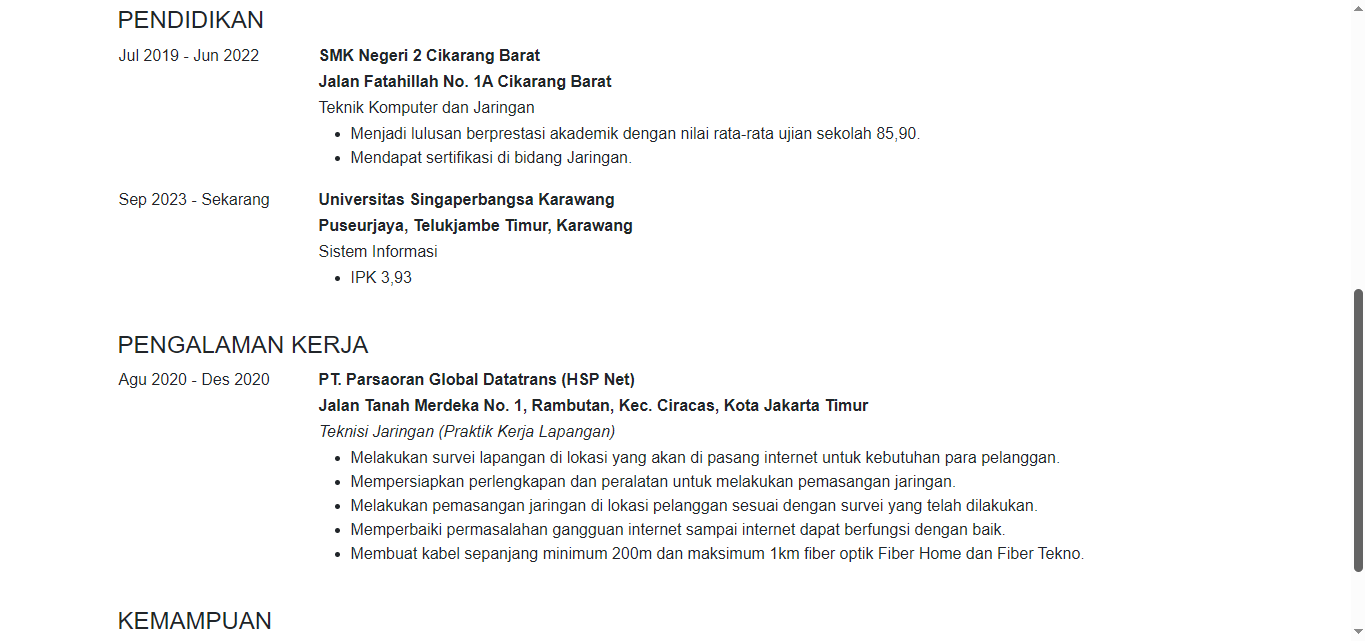 PENDIDIKAN
Jul 2019 - Jun 2022
SMK Negeri 2 Cikarang Barat
Jalan Fatahillah No. 1A Cikarang Barat
Teknik Komputer dan Jaringan
• Menjadi lulusan berprestasi akademik dengan nilai rata-rata ujian sekolah 85,90.
• Mendapat sertifikasi di bidang Jaringan.
Sep 2023 - Sekarang
Universitas Singaperbangsa Karawang
Puseurjaya, Telukjambe Timur, Karawang
Sistem Informasi
• IPK 3,93
PENGALAMAN KERJA
Agu 2020 - Des 2020
PT. Parsaoran Global Datatrans (HSP Net)
Jalan Tanah Merdeka No. 1, Rambutan, Kec. Ciracas, Kota Jakarta Timur
Teknisi Jaringan (Praktik Kerja Lapangan)
• Melakukan survei lapangan di lokasi yang akan di pasang internet untuk kebutuhan para pelanggan.
• Mempersiapkan perlengkapan dan peralatan untuk melakukan pemasangan jaringan.
• Melakukan pemasangan jaringan di lokasi pelanggan sesuai dengan survei yang telah dilakukan.
• Memperbaiki permasalahan gangguan internet sampai internet dapat berfungsi dengan baik.
• Membuat kabel sepanjang minimum 200m dan maksimum 1km fiber optik Fiber Home dan Fiber Tekno.
KEMAMPUAN